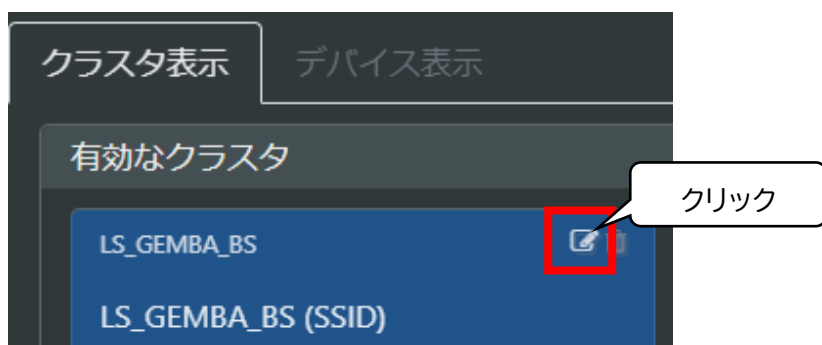 クラスタ表示 デバイス表示
有効なクラスタ
クリック
LS_GEMBA_BS
LS_GEMBA_BS (SSID)